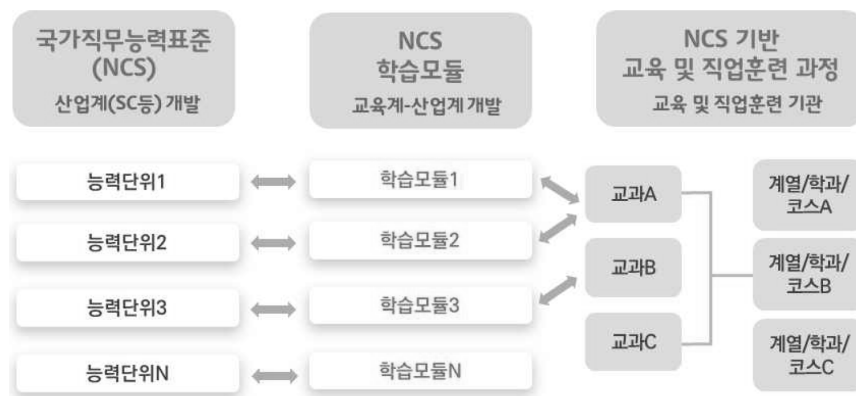 국가직무능력표준
(NCS)
산업계(SC등) 개발
NCS
학습모듈
교육계-산업계 개발
NCS 기반
교육 및 직업훈련 과정
교육 및 직업훈련 기관
능력단위1
학습모듈1
교과A
계열/학과/
코스A
능력단위2
학습모듈2
교과B
계열/학과/
코스B
능력단위3
학습모듈3
교과C
계열/학과/
코스C
능력단위N
학습모듈N